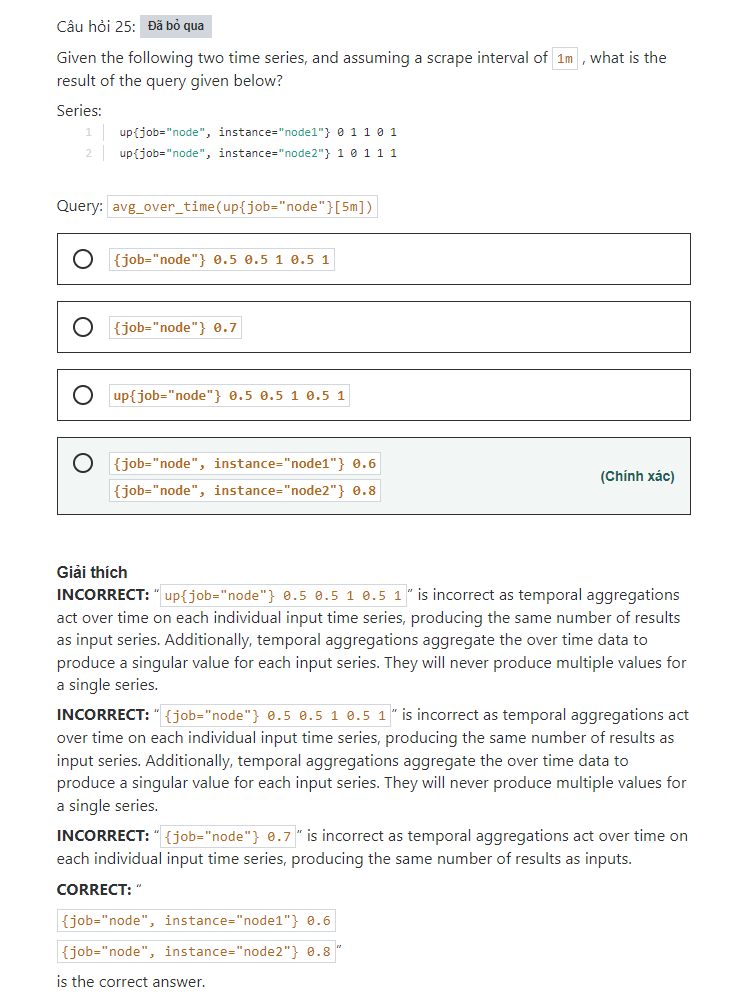 Câu hỏi 25: Đã bỏ qua
Given the following two time series, and assuming a scrape interval of 1m , what is the
result of the query given below?
Series:
1 up{job="node", instance="node1"} 0 1 1 0 1
2 up{job="node", instance="node2"} 1 0 1 1 1
Query: avg_over_time(up{job="node"}[5m])
{job="node"} 0.5 0.5 1 0.5 1
{job="node"} 0.7
up{job="node"} 0.5 0.5 1 0.5 1
{job="node", instance="node1"} 0.6
{job="node", instance="node2"} 0.8
(Chính xác)
Giải thích
INCORRECT: "up{job="node"} 0.5 0.5 1 0.5 1" is incorrect as temporal aggregations
act over time on each individual input time series, producing the same number of results
as input series. Additionally, temporal aggregations aggregate the over time data to
produce a singular value for each input series. They will never produce multiple values for
a single series.
INCORRECT: "{job="node"} 0.5 0.5 1 0.5 1" is incorrect as temporal aggregations act
over time on each individual input time series, producing the same number of results as
input series. Additionally, temporal aggregations aggregate the over time data to
produce a singular value for each input series. They will never produce multiple values for
a single series.
INCORRECT: "{job="node"} 0.7" is incorrect as temporal aggregations act over time on
each individual input time series, producing the same number of results as inputs.
CORRECT: "
{job="node", instance="node1"} 0.6
{job="node", instance="node2"} 0.8"
is the correct answer.